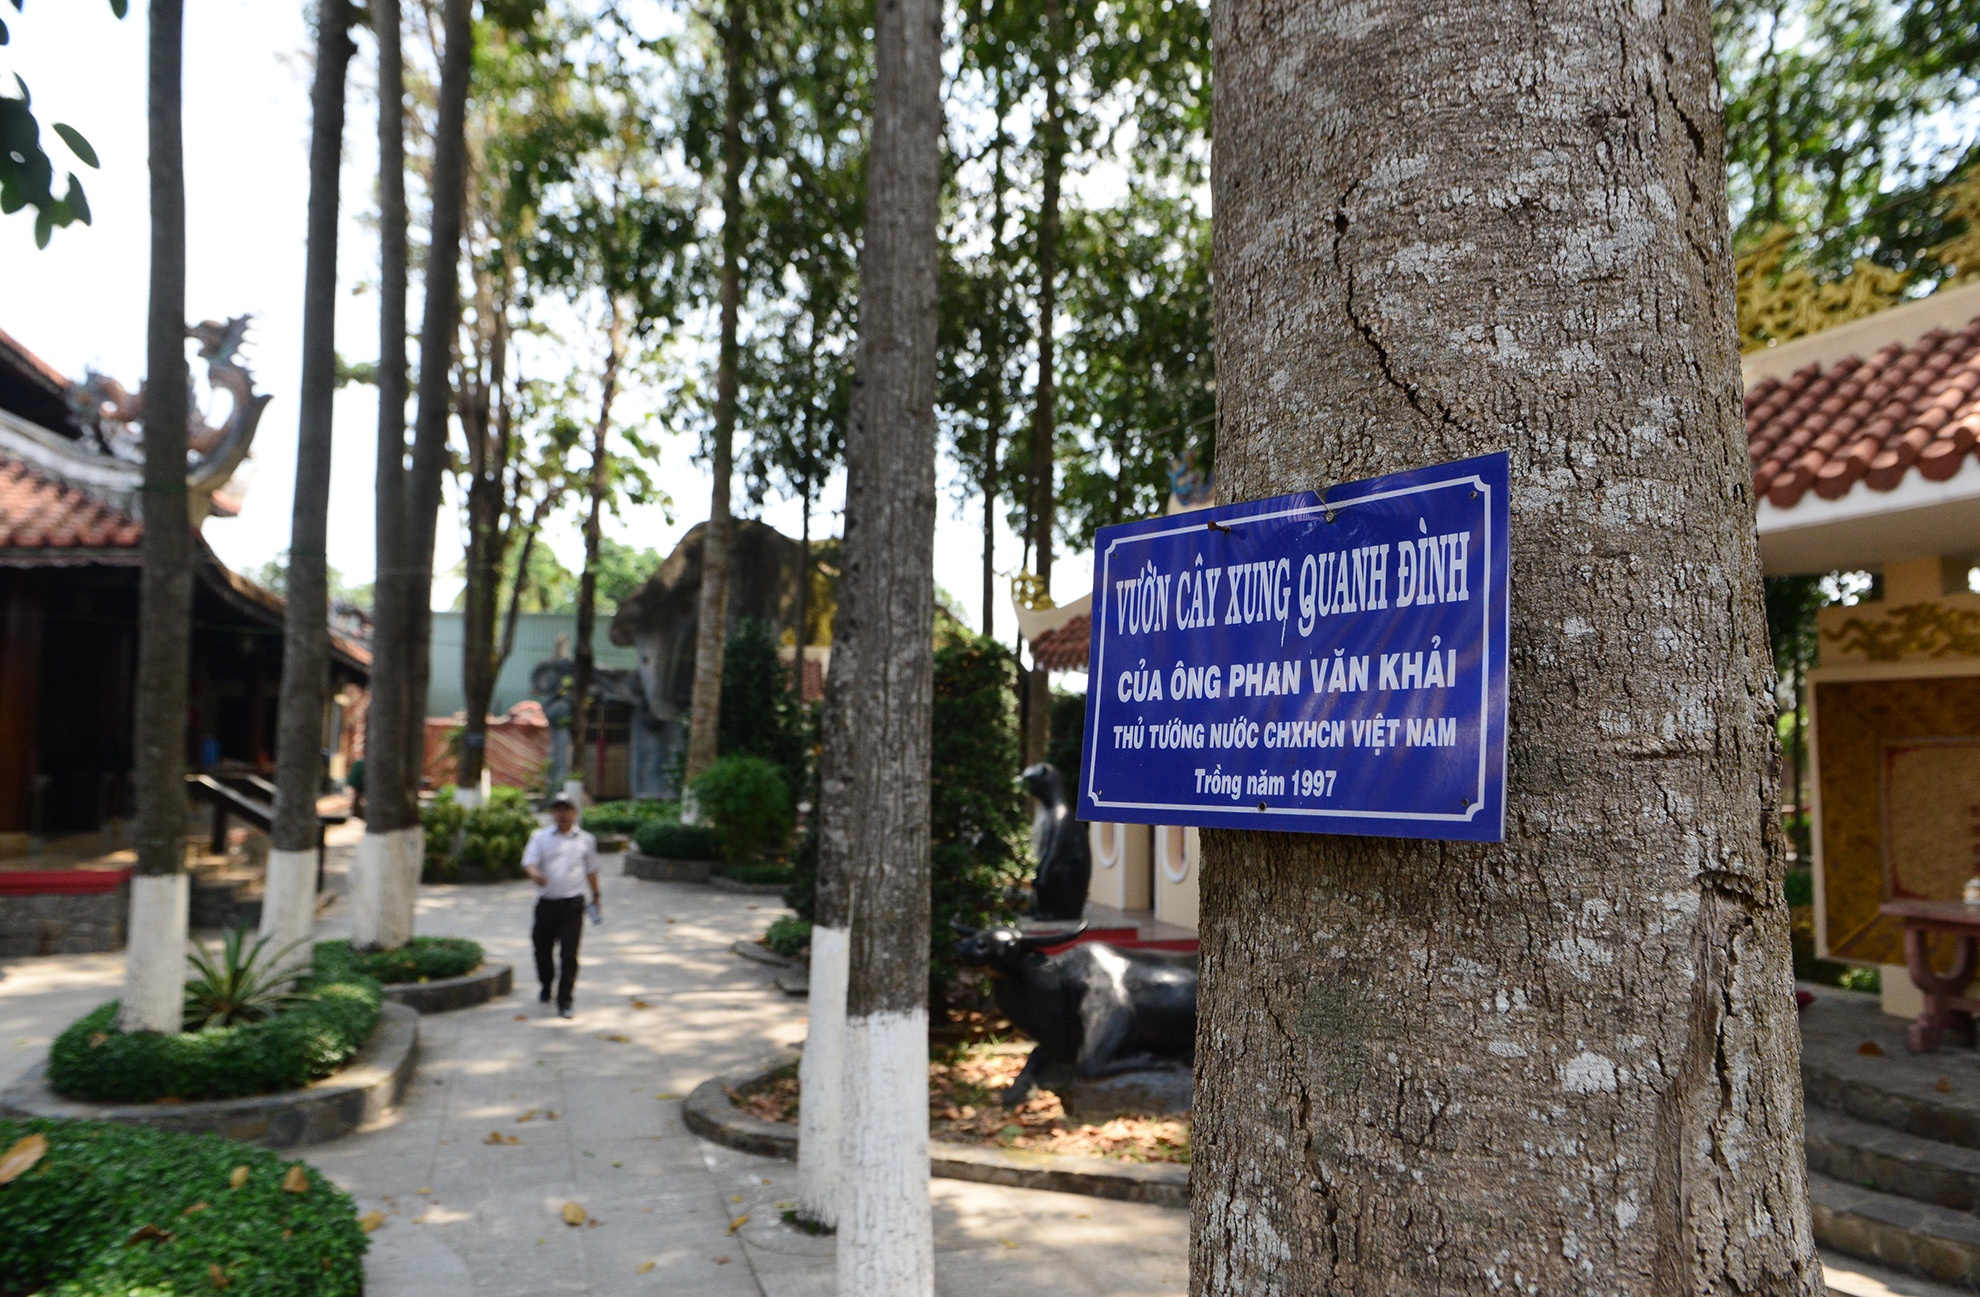 VƯỜN CÂY XUNG QUANH ĐÌNH
CỦA ÔNG PHAN VĂN KHẢI
THỦ TƯỚNG NƯỚC CHXHCN VIỆT NAM
Trồng năm 1997